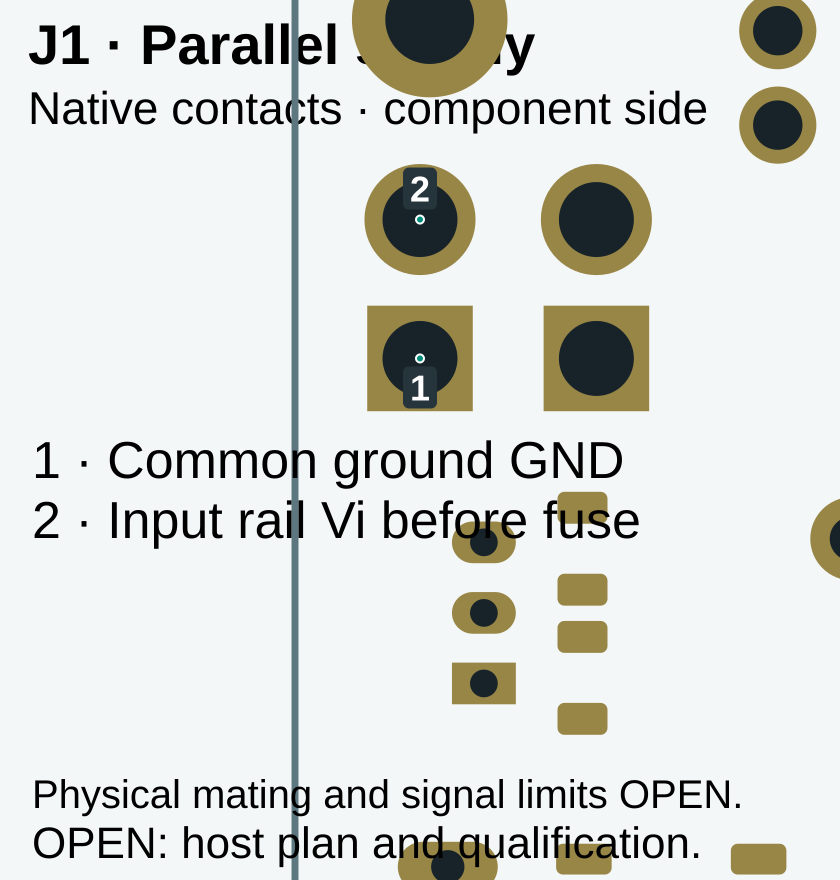 J1 · Parallel
Native contacts · component side
2
1
1 · Common ground GND
2 · Input rail Vi before fuse
Physical mating and signal limits OPEN.
OPEN: host plan and qualification.